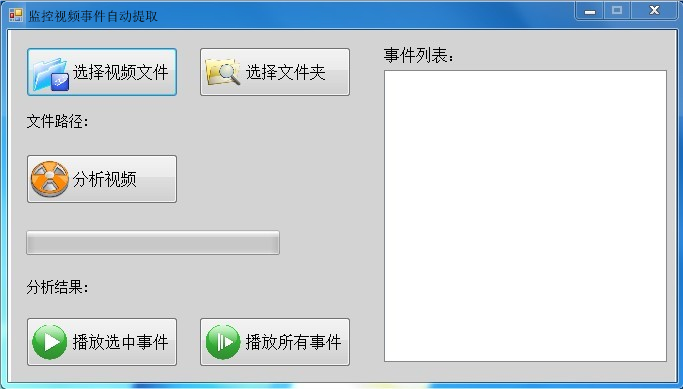 监控视频事件自动提取
选择视频文件
选择文件夹
事件列表：
文件路径：
分析视频
分析结果：
播放选中事件
播放所有事件